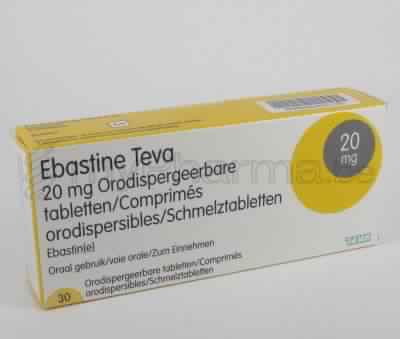 Ebastine Teva
20 mg Orodispergeerbare
tabletten/Comprimés
orodispersibles/Schmelztabletten
Ebastin(e)
Oraal gebruik/voie orale/Zum Einnehmen
30
Orodispergeerbare tabletten/Comprimés
orodispersibles/Schmelztabletten
20
mg